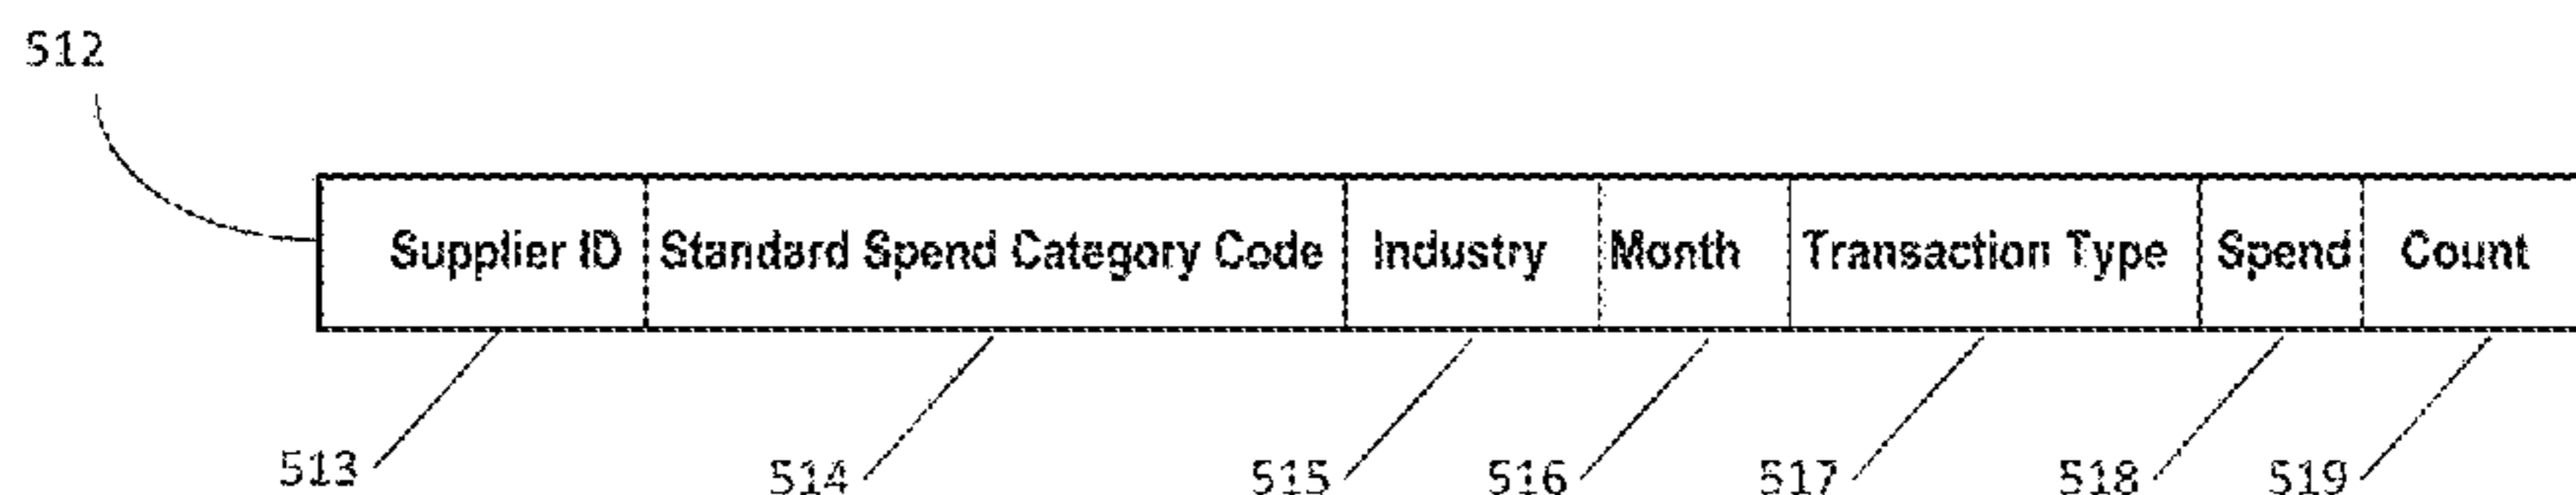 512
Supplier ID Standard Spend Category Code Industry Month Transaction Type Spend Count
513 514 515 516 517 518 519